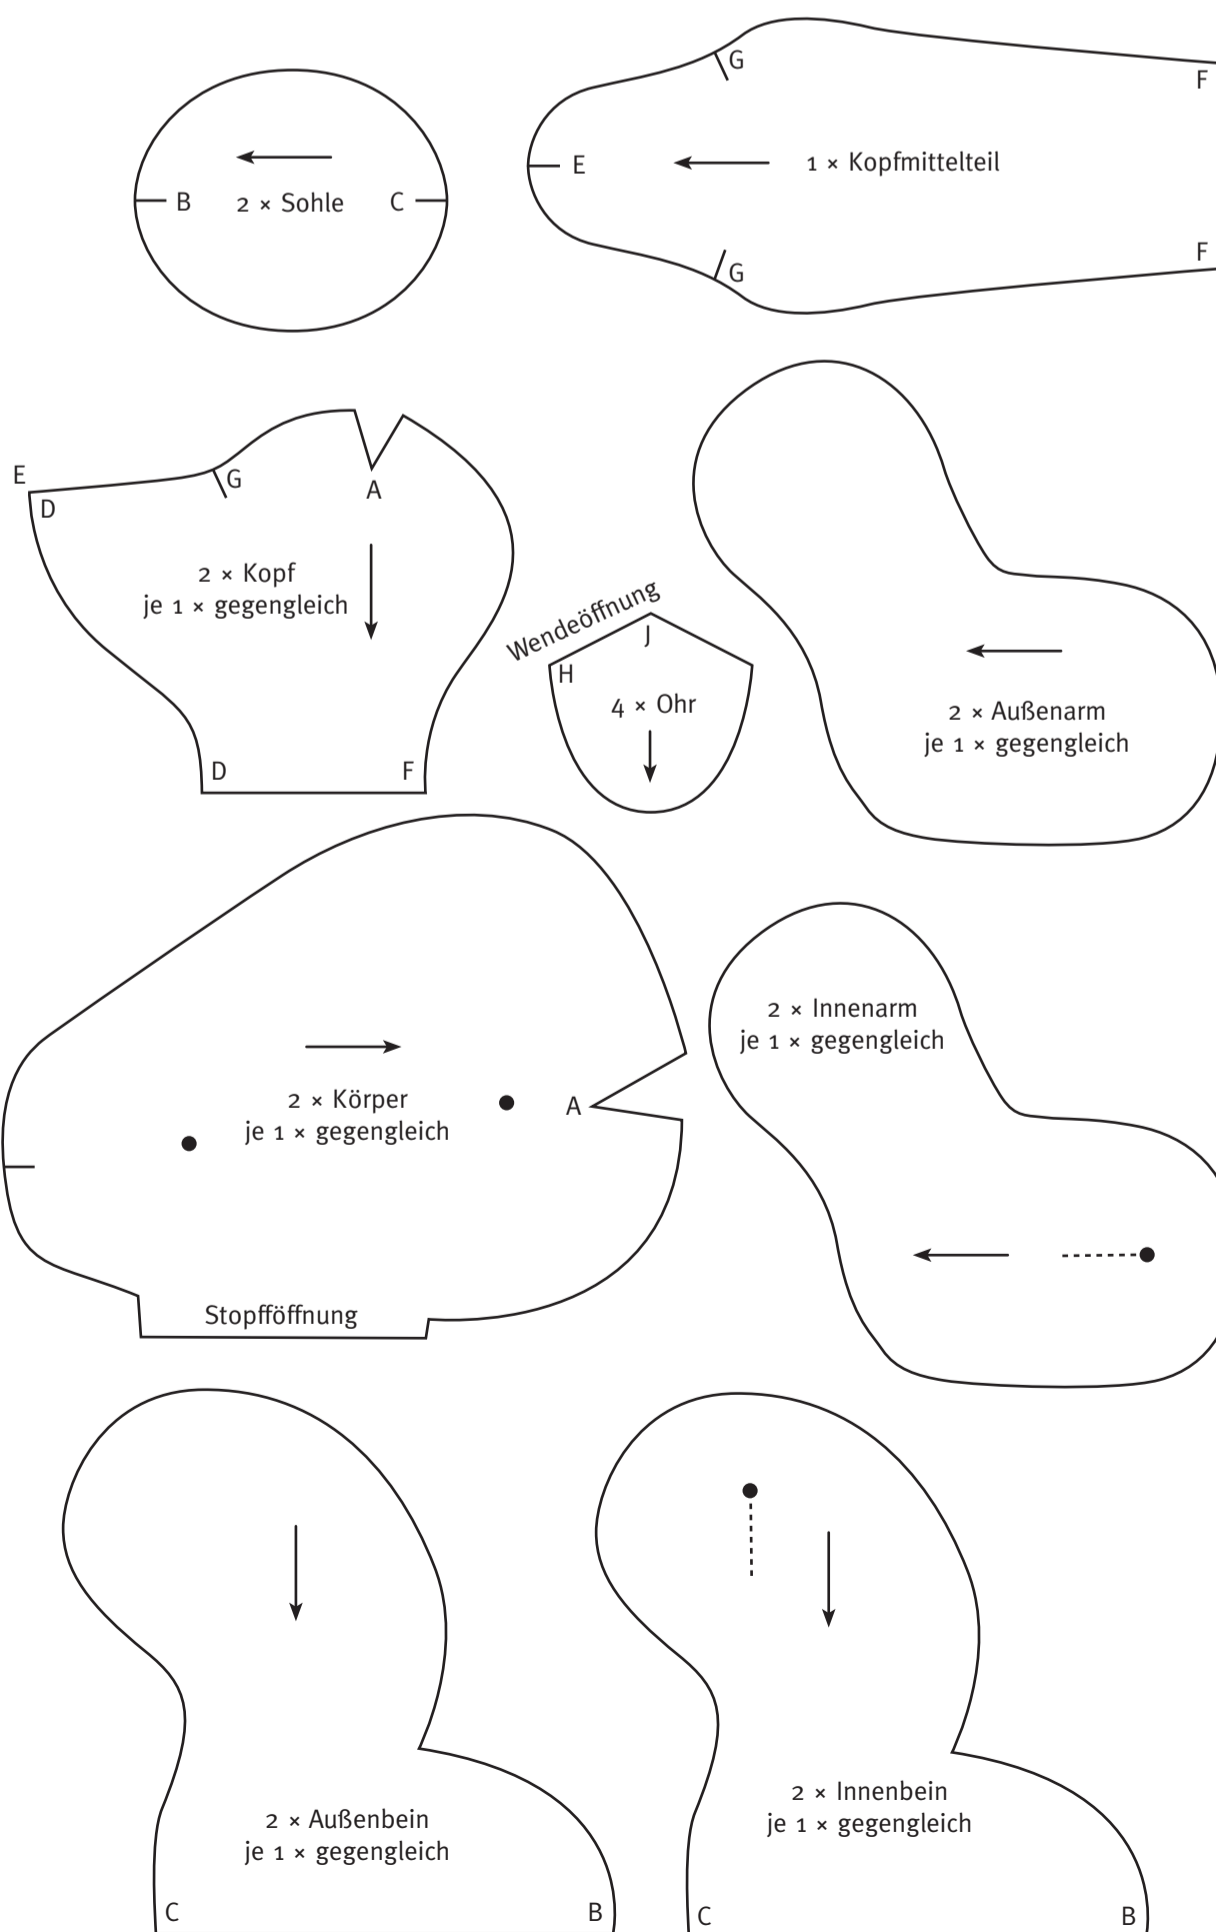 G
F
E
1 × Kopfmittelteil
B
2 × Sohle
C
F
G
E
D
G
A
2 × Kopf
je 1 × gegengleich
D
F
Wendeöffnung
J
H
4 × Ohr
2 × Außenarm
je 1 × gegengleich
2 × Körper
je 1 × gegengleich
A
Stopföffnung
2 × Innenarm
je 1 × gegengleich
2 × Außenbein
je 1 × gegengleich
C
B
2 × Innenbein
je 1 × gegengleich
C
B